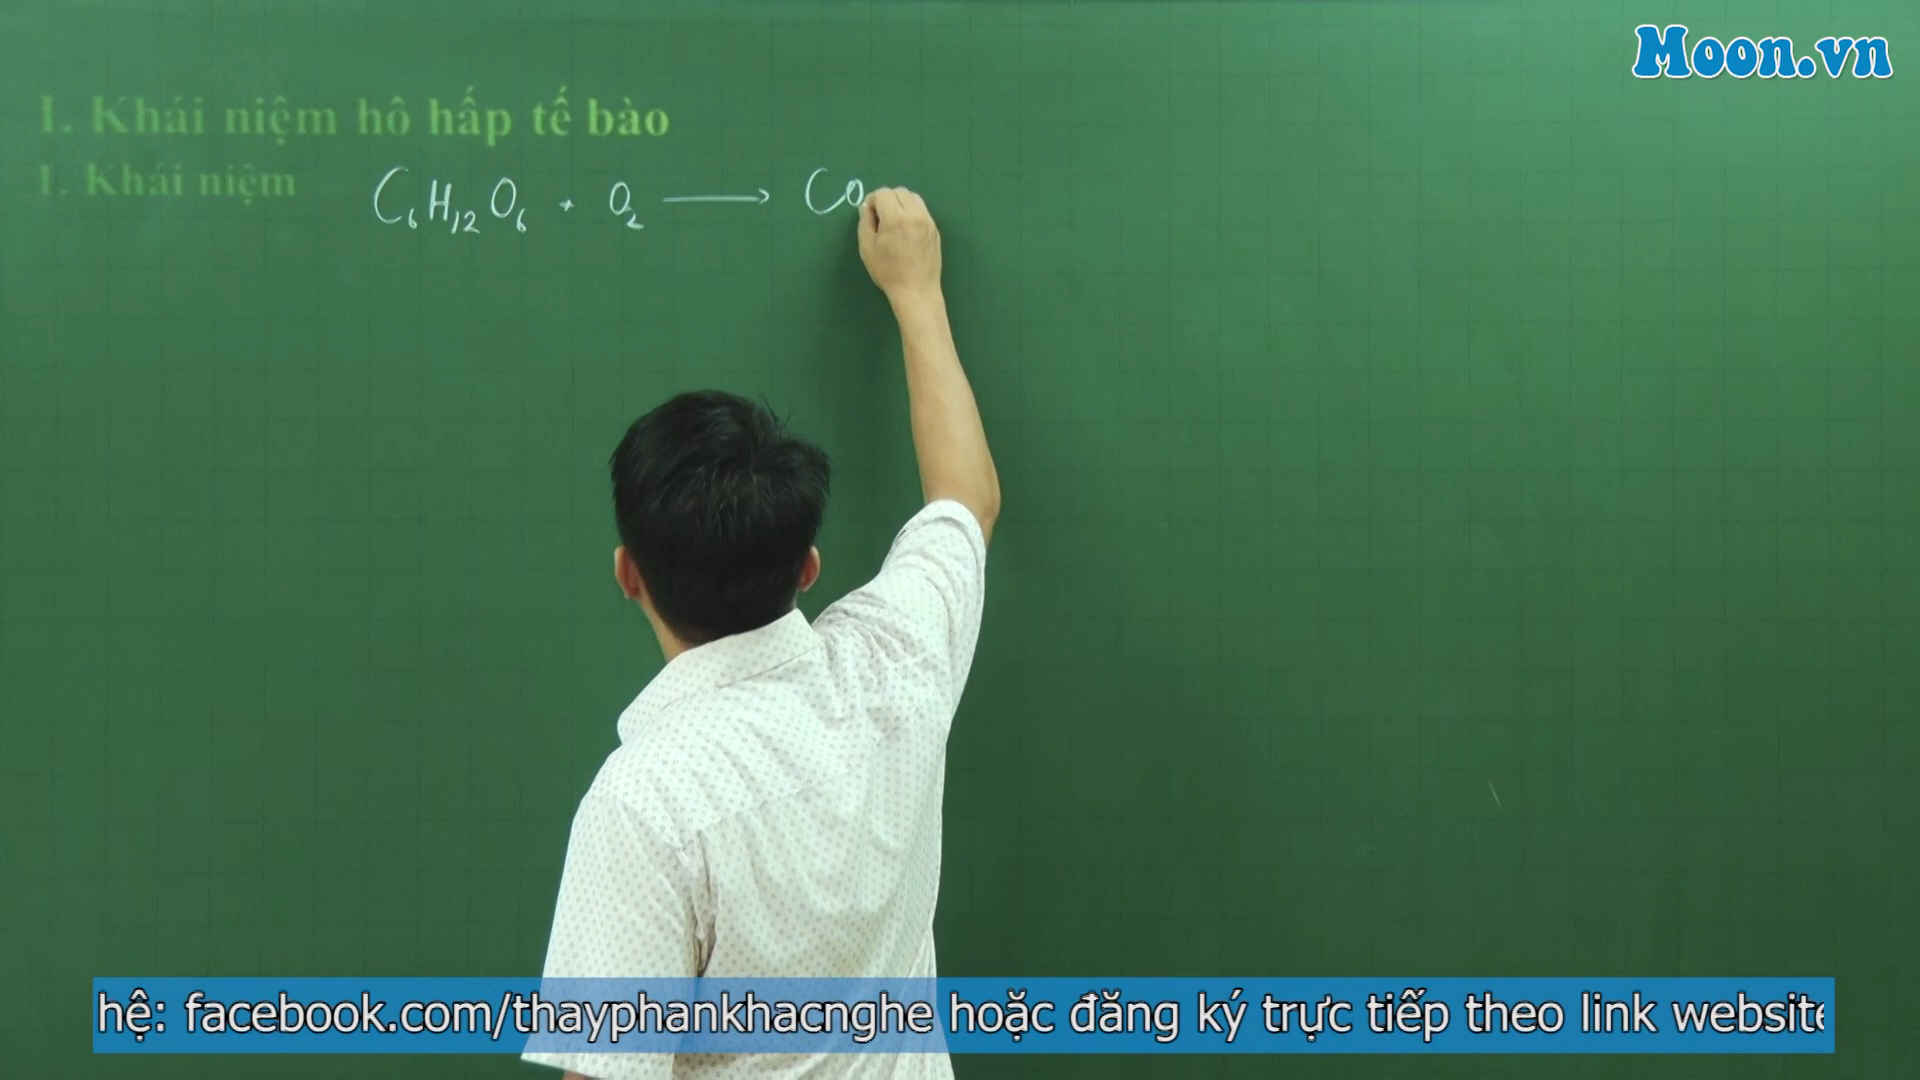 Moon.vn
I. Khái niệm hô hấp tế bào
1. Khái niệm
C₆H₁₂O₆ + O₂ ⟶ CO
hệ: facebook.com/thayphankhacnghe hoặc đăng ký trực tiếp theo link website